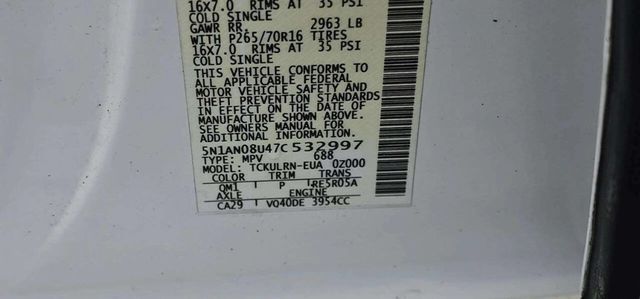 16x7.0 RIMS AT 35 PSI
COLD SINGLE
GAWR RR. 2963 LB
WITH P265/70R16 TIRES
16x7.0 RIMS AT 35 PSI
COLD SINGLE
THIS VEHICLE CONFORMS TO
ALL APPLICABLE FEDERAL
MOTOR VEHICLE SAFETY AND
THEFT PREVENTION STANDARDS
IN EFFECT ON THE DATE OF
MANUFACTURE SHOWN ABOVE.
SEE OWNERS MANUAL FOR
ADDITIONAL INFORMATION.
5N1AN08U47C532997
TYPE: MPV 688
MODEL: TCKULRN-EUA 0Z000
COLOR TRIM TRANS
QM1 P RE5R05A
AXLE ENGINE
CA29 VQ40DE 3954CC